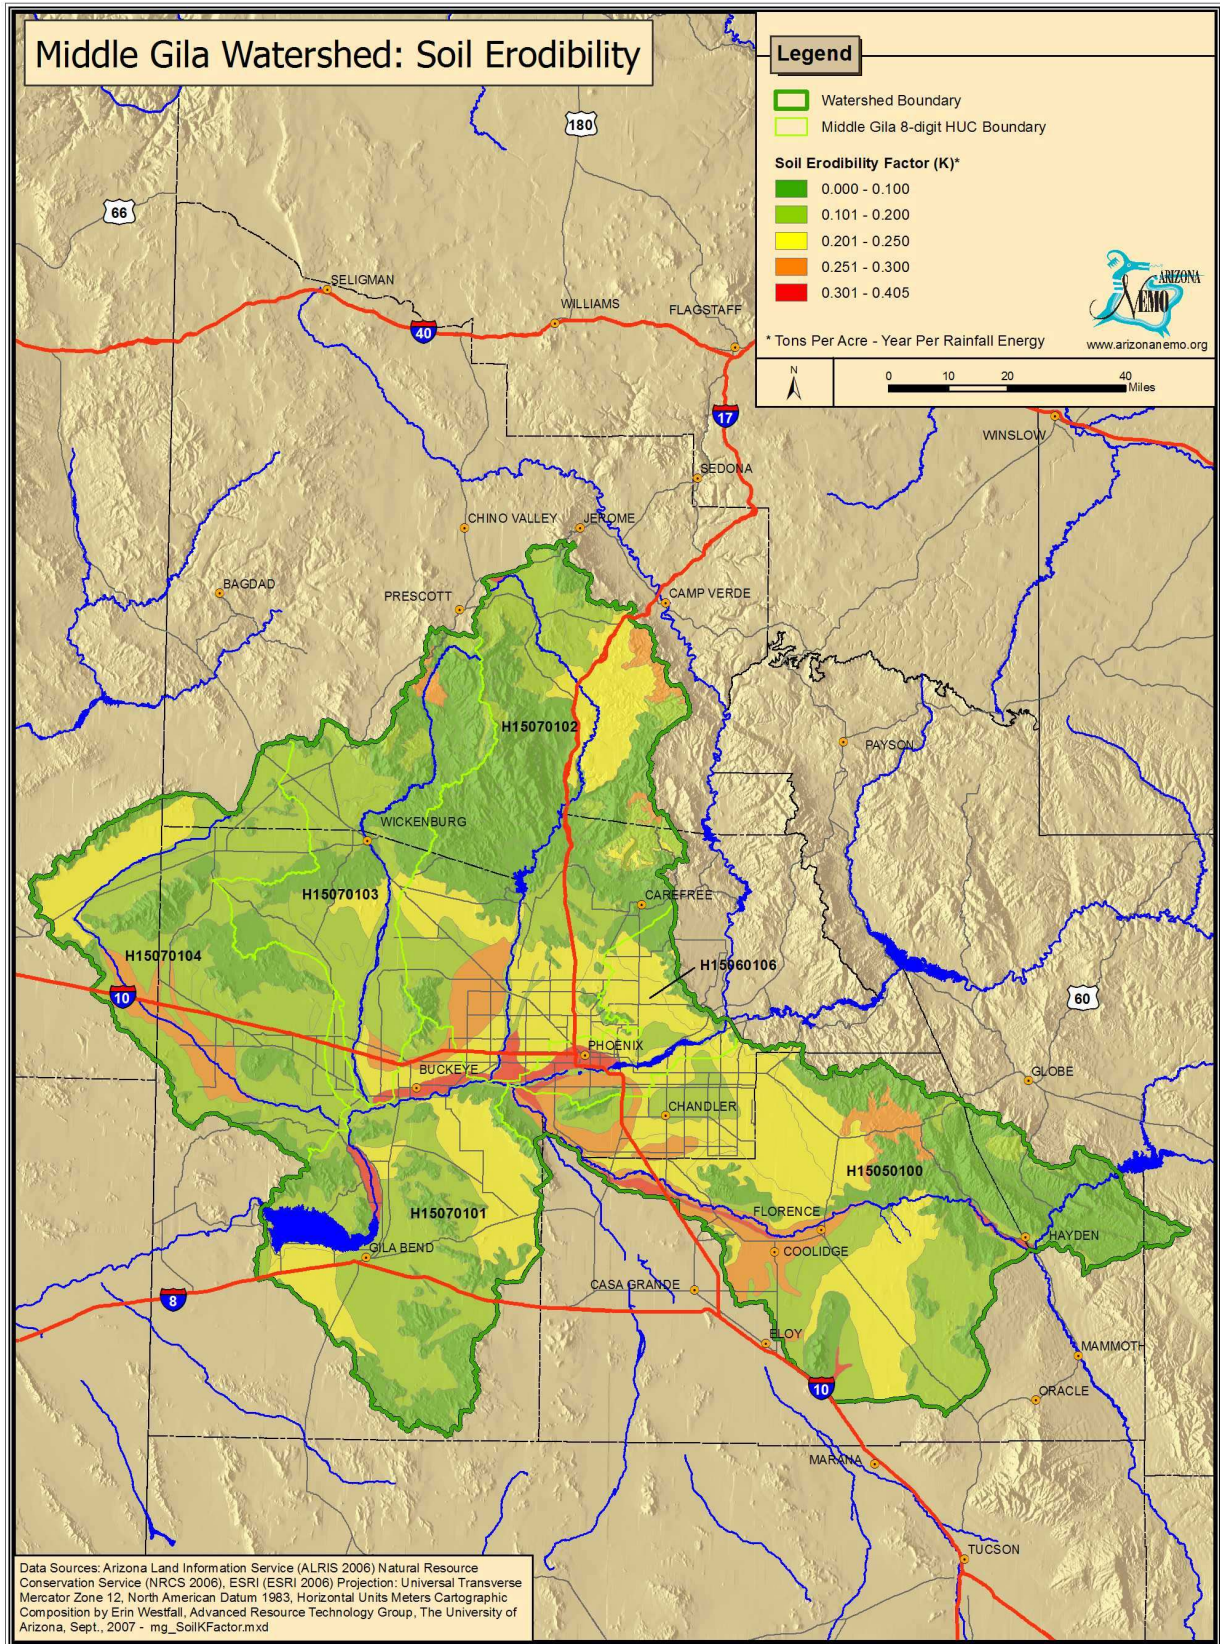 Middle Gila Watershed: Soil Erodibility
Legend
Watershed Boundary
Middle Gila 8-digit HUC Boundary
Soil Erodibility Factor (K)*
0.000 - 0.100
0.101 - 0.200
0.201 - 0.250
0.251 - 0.300
0.301 - 0.405
ARIZONA
NEMO
* Tons Per Acre - Year Per Rainfall Energy
www.arizonanemo.org
N
0 10 20 40
Miles
180
66
SELIGMAN
WILLIAMS
FLAGSTAFF
40
17
WINSLOW
SEDONA
CHINO VALLEY
JEROME
BAGDAD
PRESCOTT
CAMP VERDE
H15070102
PAYSON
WICKENBURG
H15070103
CAREFREE
H15070104
H15060106
10
60
PHOENIX
BUCKEYE
GLOBE
CHANDLER
H15050100
H15070101
FLORENCE
HAYDEN
GILA BEND
COOLIDGE
CASA GRANDE
8
ELOY
MAMMOTH
10
ORACLE
MARANA
TUCSON
Data Sources: Arizona Land Information Service (ALRIS 2006) Natural Resource
Conservation Service (NRCS 2006), ESRI (ESRI 2006) Projection: Universal Transverse
Mercator Zone 12, North American Datum 1983, Horizontal Units Meters Cartographic
Composition by Erin Westfall, Advanced Resource Technology Group, The University of
Arizona, Sept., 2007 - mg_SoilKFactor.mxd